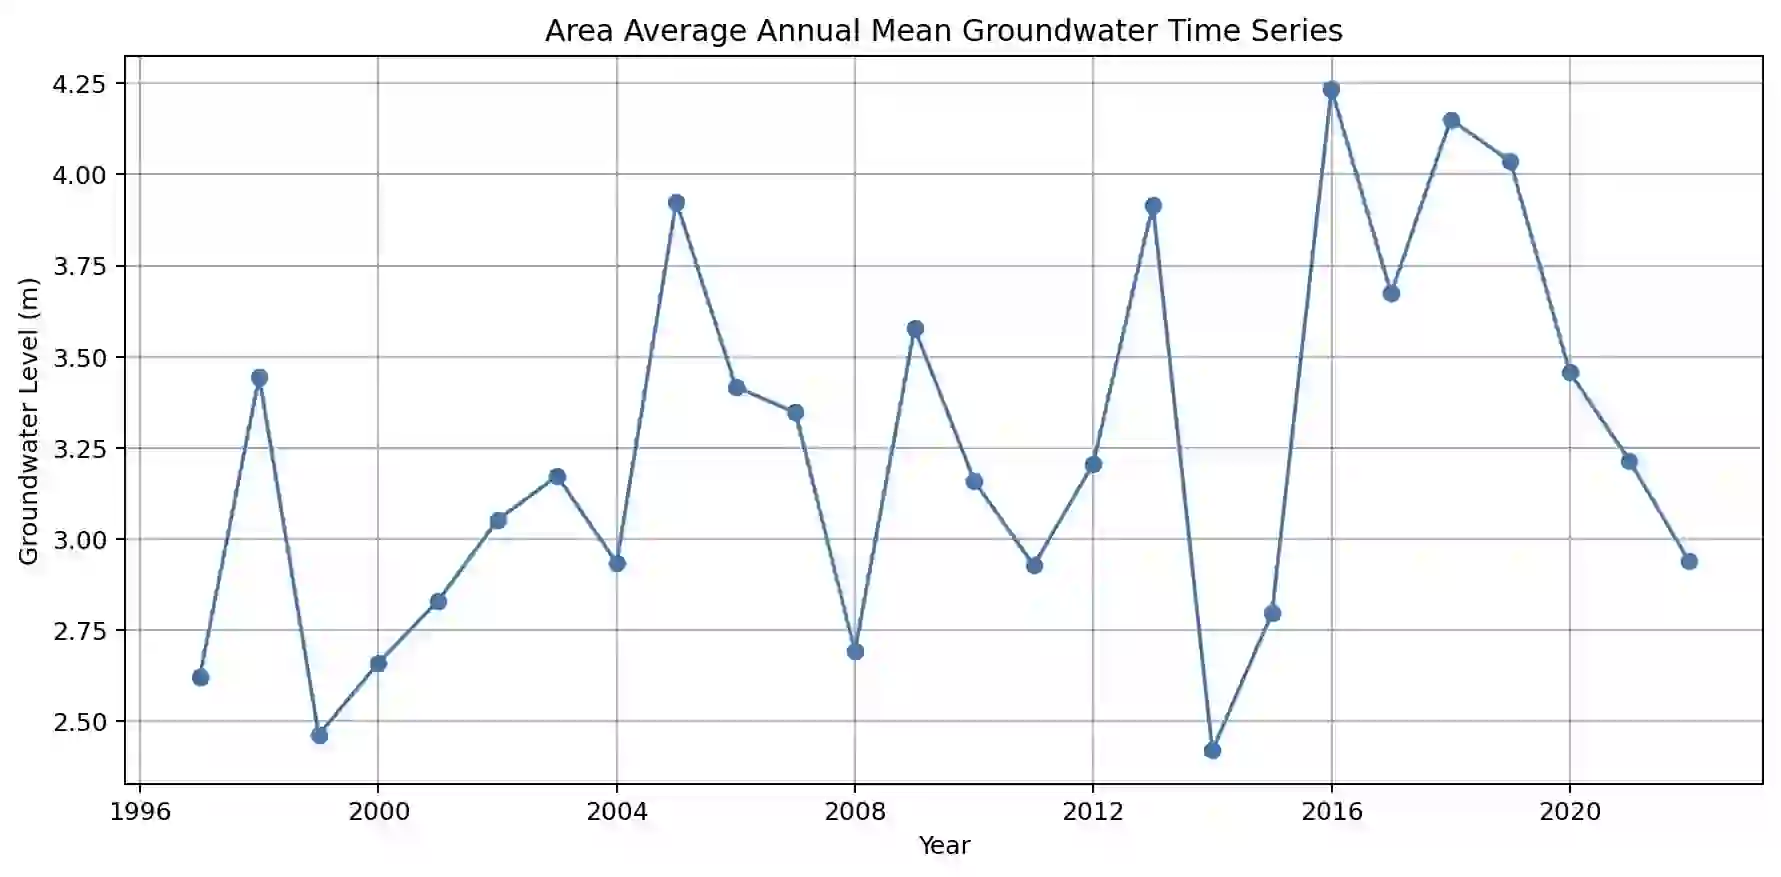 Area Average Annual Mean Groundwater Time Series
Groundwater Level (m)
4.25
4.00
3.75
3.50
3.25
3.00
2.75
2.50
1996 2000 2004 2008 2012 2016 2020
Year